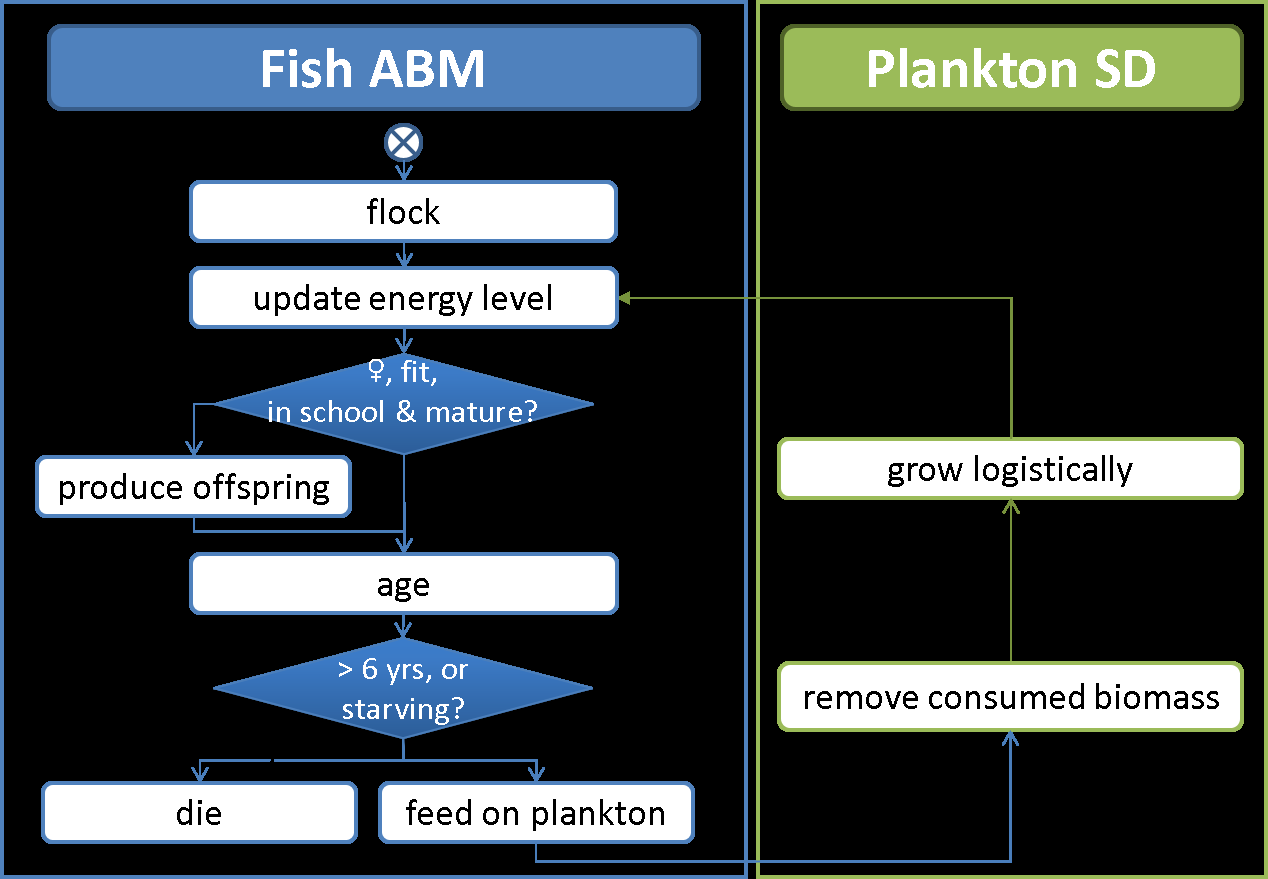 Fish ABM
Plankton SD
flock
update energy level
♀, fit,
in school & mature?
produce offspring
grow logistically
age
> 6 yrs, or
starving?
remove consumed biomass
die
feed on plankton